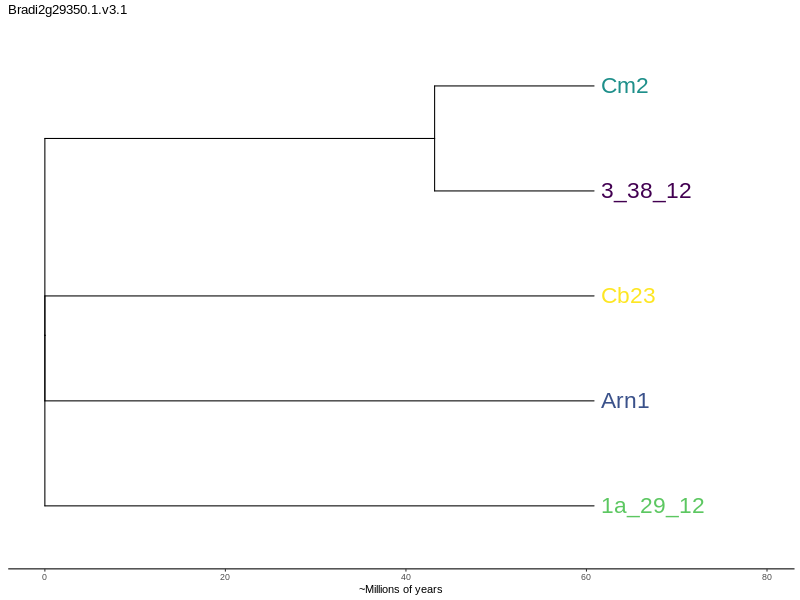 Bradi2g29350.1.v3.1
Cm2
3_38_12
Cb23
Arn1
1a_29_12
0 20 40 60 80
~Millions of years